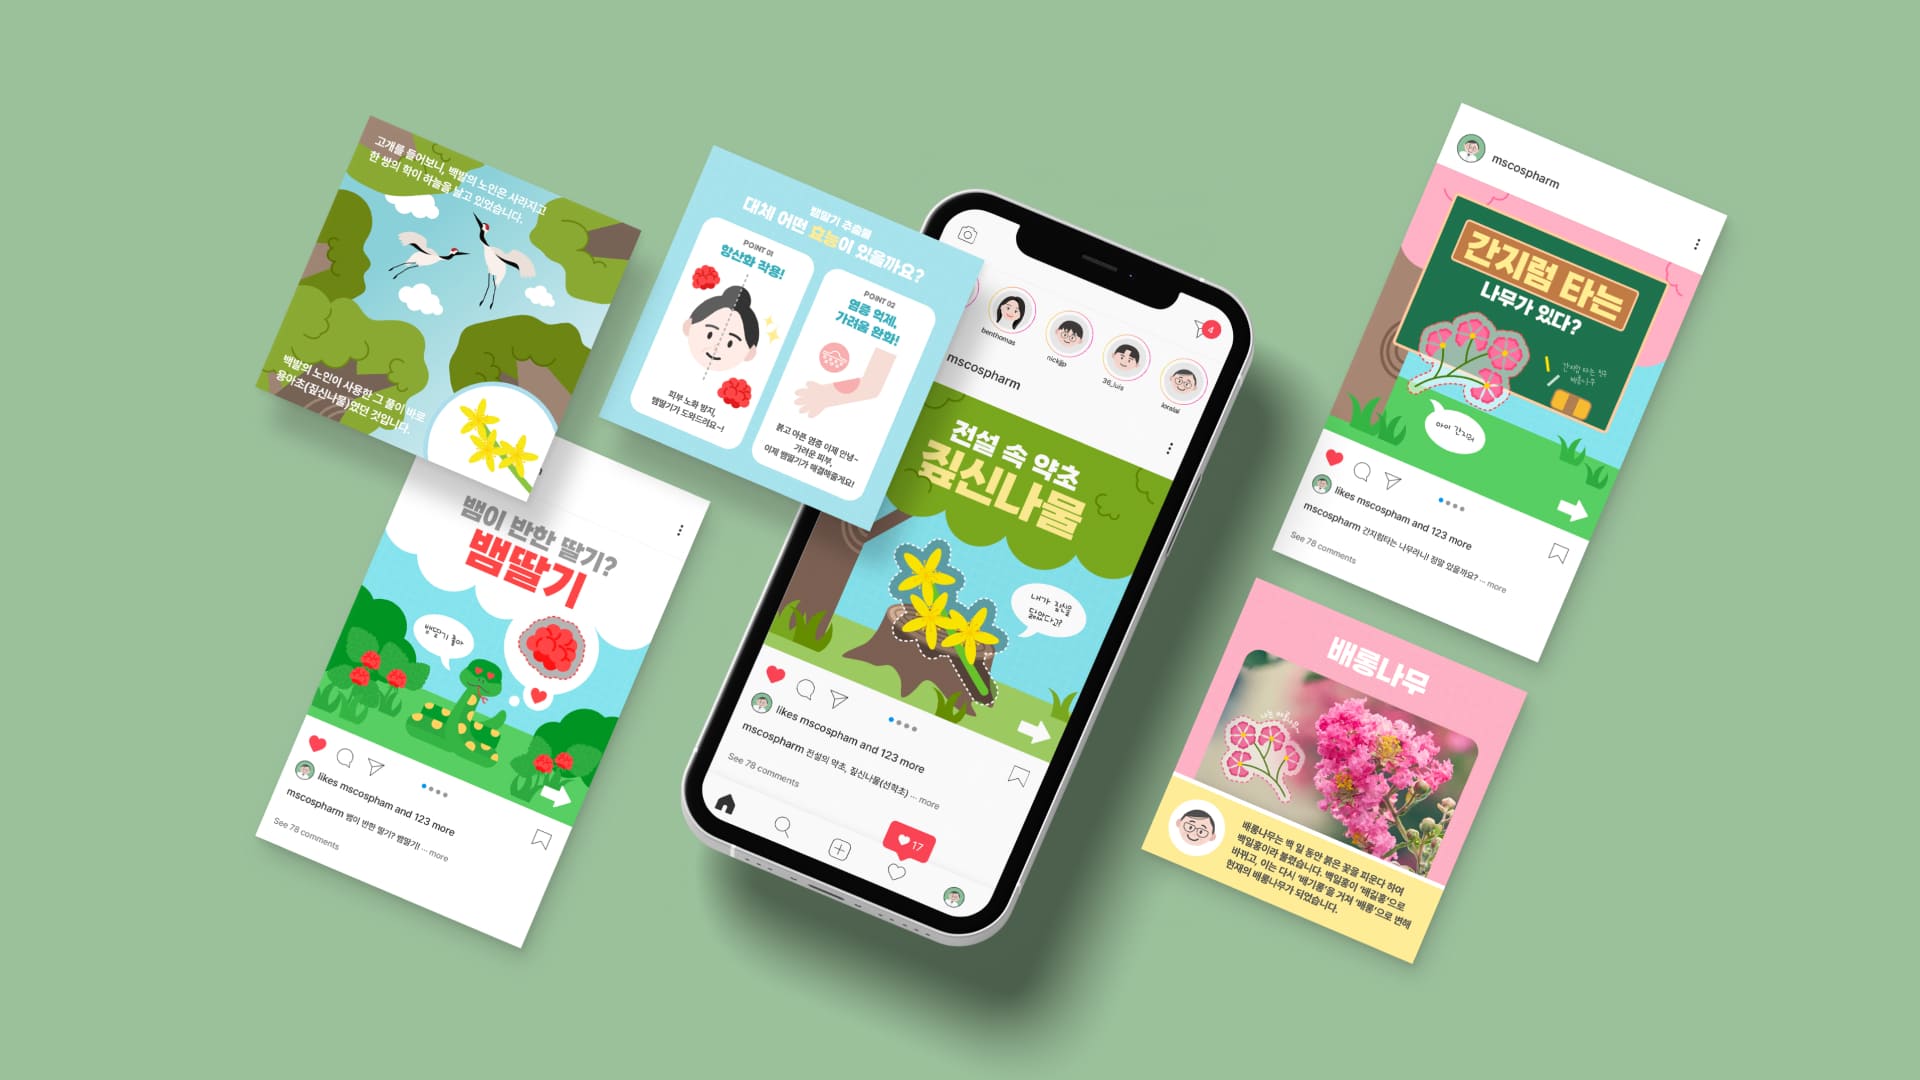 고개를 들어보니, 백발의 노인은 사라지고
한 쌍의 학이 하늘을 날고 있었습니다.
백발의 노인이 사용한 그 풀이 바로
용아초(짚신나물)였던 것입니다.
뱀이 반한 딸기?
뱀딸기
뱀딸기 좋아
likes mscospham and 123 more
mscospharm 뱀이 반한 딸기? 뱀딸기! ... more
See 78 comments
뱀딸기 추출물
대체 어떤 효능이 있을까요?
POINT 01
항산화 작용!
피부 노화 방지,
뱀딸기가 도와드려요~!
POINT 02
염증 억제,
가려움 완화!
붉고 아픈 염증 이제 안녕~
가려운 피부,
이제 뱀딸기가 해결해줄게요!
4
benthomas
nickjjp
36_luis
lorslai
mscospharm
전설 속 약초
짚신나물
내가 짚신을
닮았다고?
likes mscospham and 123 more
mscospharm 전설의 약초, 짚신나물(선학초) ... more
See 78 comments
17
mscospharm
간지럼 타는
나무가 있다?
간지럼 타는 친구
배롱나무
아이 간지러
likes mscospham and 123 more
mscospharm 간지럼타는 나무라니! 정말 있을까요? ... more
See 78 comments
배롱나무
나는 배롱나무
배롱나무는 백 일 동안 붉은 꽃을 피운다 하여
백일홍이라 불렸습니다. 백일홍이 '배길홍'으로
바뀌고, 이는 다시 '배기롱'을 거쳐 '배롱'으로 변해
현재의 배롱나무가 되었습니다.